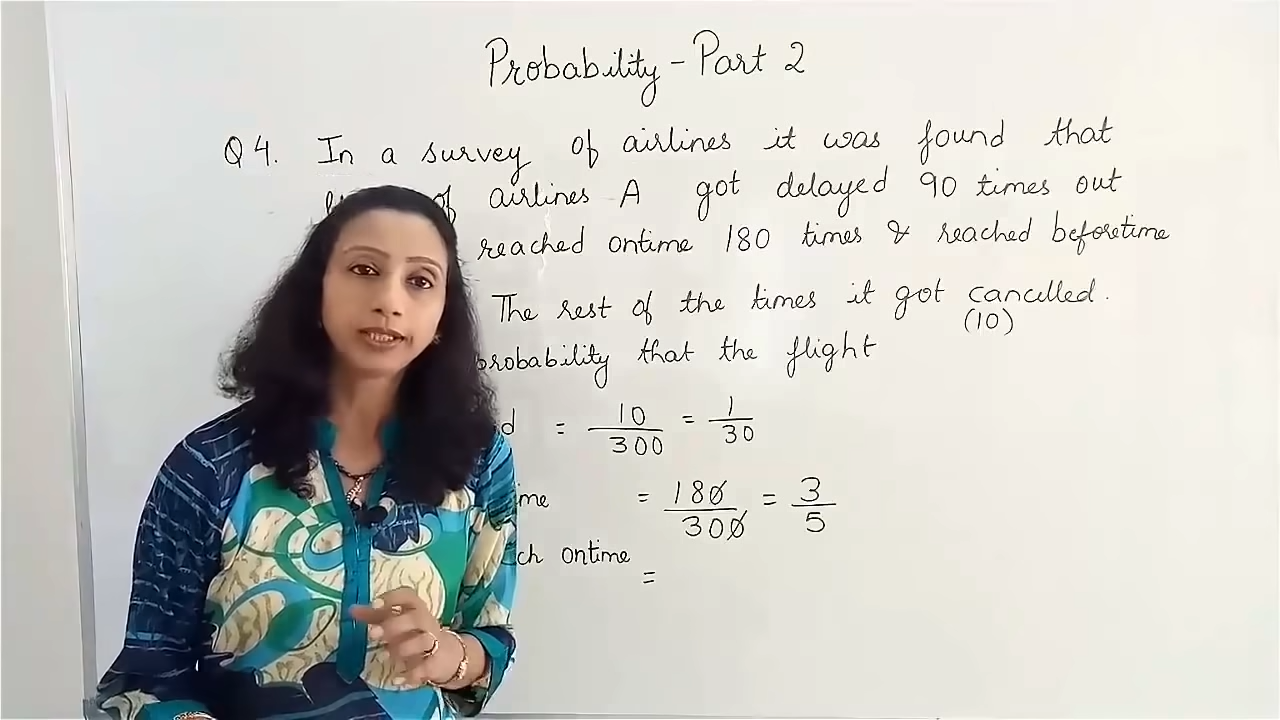 Probability - Part 2
Q4. In a survey of airlines it was found that
of airlines A got delayed 90 times out
reached ontime 180 times & reached beforetime
The rest of the times it got cancelled.
(10)
probability that the flight
d = 10/300 = 1/30
me = 180/300 = 3/5
ch ontime =